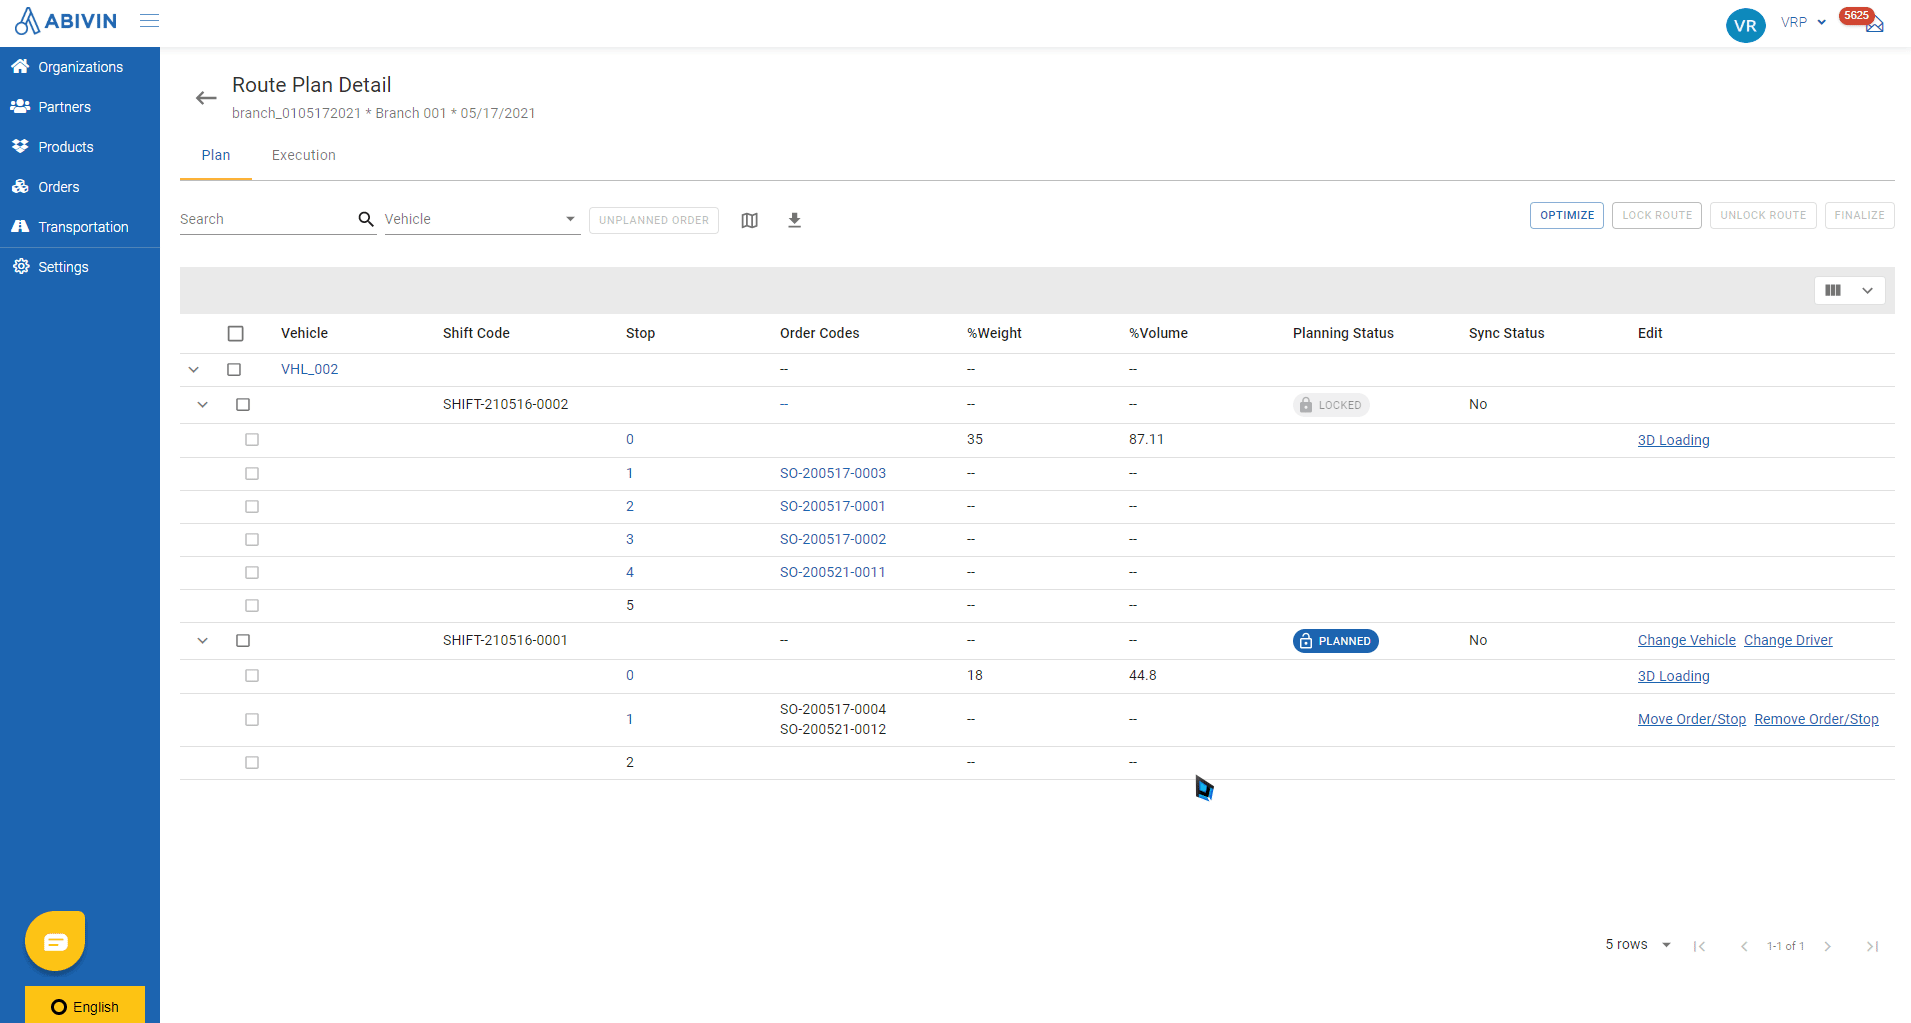 ABIVIN
VR
VRP
5625
Organizations
Partners
Products
Orders
Transportation
Settings
Route Plan Detail
branch_0105172021 * Branch 001 * 05/17/2021
Plan Execution
Search Vehicle UNPLANNED ORDER OPTIMIZE LOCK ROUTE UNLOCK ROUTE FINALIZE
Vehicle Shift Code Stop Order Codes %Weight %Volume Planning Status Sync Status Edit
VHL_002 -- -- --
SHIFT-210516-0002 -- -- -- LOCKED No
0 35 87.11 3D Loading
1 SO-200517-0003 -- --
2 SO-200517-0001 -- --
3 SO-200517-0002 -- --
4 SO-200521-0011 -- --
5 -- --
SHIFT-210516-0001 -- -- -- PLANNED No Change Vehicle Change Driver
0 18 44.8 3D Loading
1 SO-200517-0004 -- -- Move Order/Stop Remove Order/Stop
SO-200521-0012
2 -- --
5 rows 1-1 of 1
English